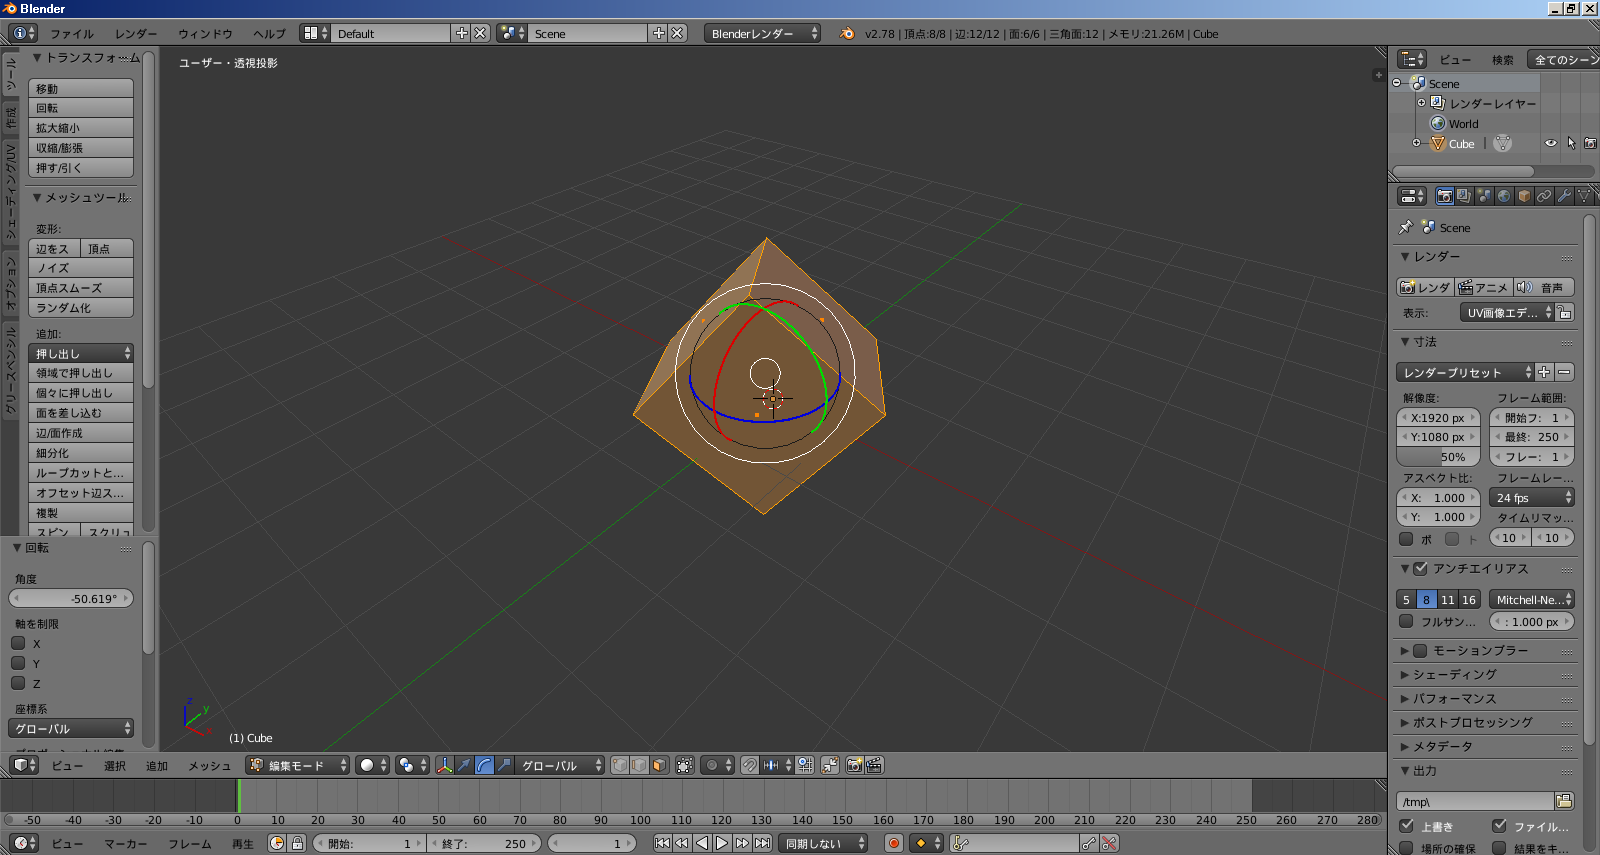 Blender
ファイル レンダー ウィンドウ ヘルプ Default Scene Blenderレンダー v2.78 | 頂点:8/8 | 辺:12/12 | 面:6/6 | 三角面:12 | メモリ:21.26M | Cube
ツール
作成
シェーディング/UV
オプション
グリースペンシル
トランスフォーム
移動
回転
拡大縮小
収縮/膨張
押す/引く
メッシュツール
変形:
辺をス 頂点
ノイズ
頂点スムーズ
ランダム化
追加:
押し出し
領域で押し出し
個々に押し出し
面を差し込む
辺/面作成
細分化
ループカットと...
オフセット辺ス...
複製
スピン スクリュ
回転
角度
-50.619°
軸を制限
X
Y
Z
座標系
グローバル
ユーザー・透視投影
z
y
x
(1) Cube
ビュー 選択 追加 メッシュ 編集モード グローバル
-50 -40 -30 -20 -10 0 10 20 30 40 50 60 70 80 90 100 110 120 130 140 150 160 170 180 190 200 210 220 230 240 250 260 270 280
ビュー マーカー フレーム 再生 開始: 1 終了: 250 1 同期しない
ビュー 検索 全てのシーン
Scene
レンダーレイヤー
World
Cube
Scene
レンダー
レンダ アニメ 音声
表示: UV画像エデ...
寸法
レンダープリセット
解像度: フレーム範囲:
X:1920 px 開始フ: 1
Y:1080 px 最終: 250
50% フレー: 1
アスペクト比: フレームレー...
X: 1.000 24 fps
Y: 1.000 タイムリマッ...
ボ ト 10 10
アンチエイリアス
5 8 11 16 Mitchell-Ne...
フルサン... : 1.000 px
モーションブラー
シェーディング
パフォーマンス
ポストプロセッシング
メタデータ
出力
/tmp\
上書き ファイル...
場所の確保 結果をキ...